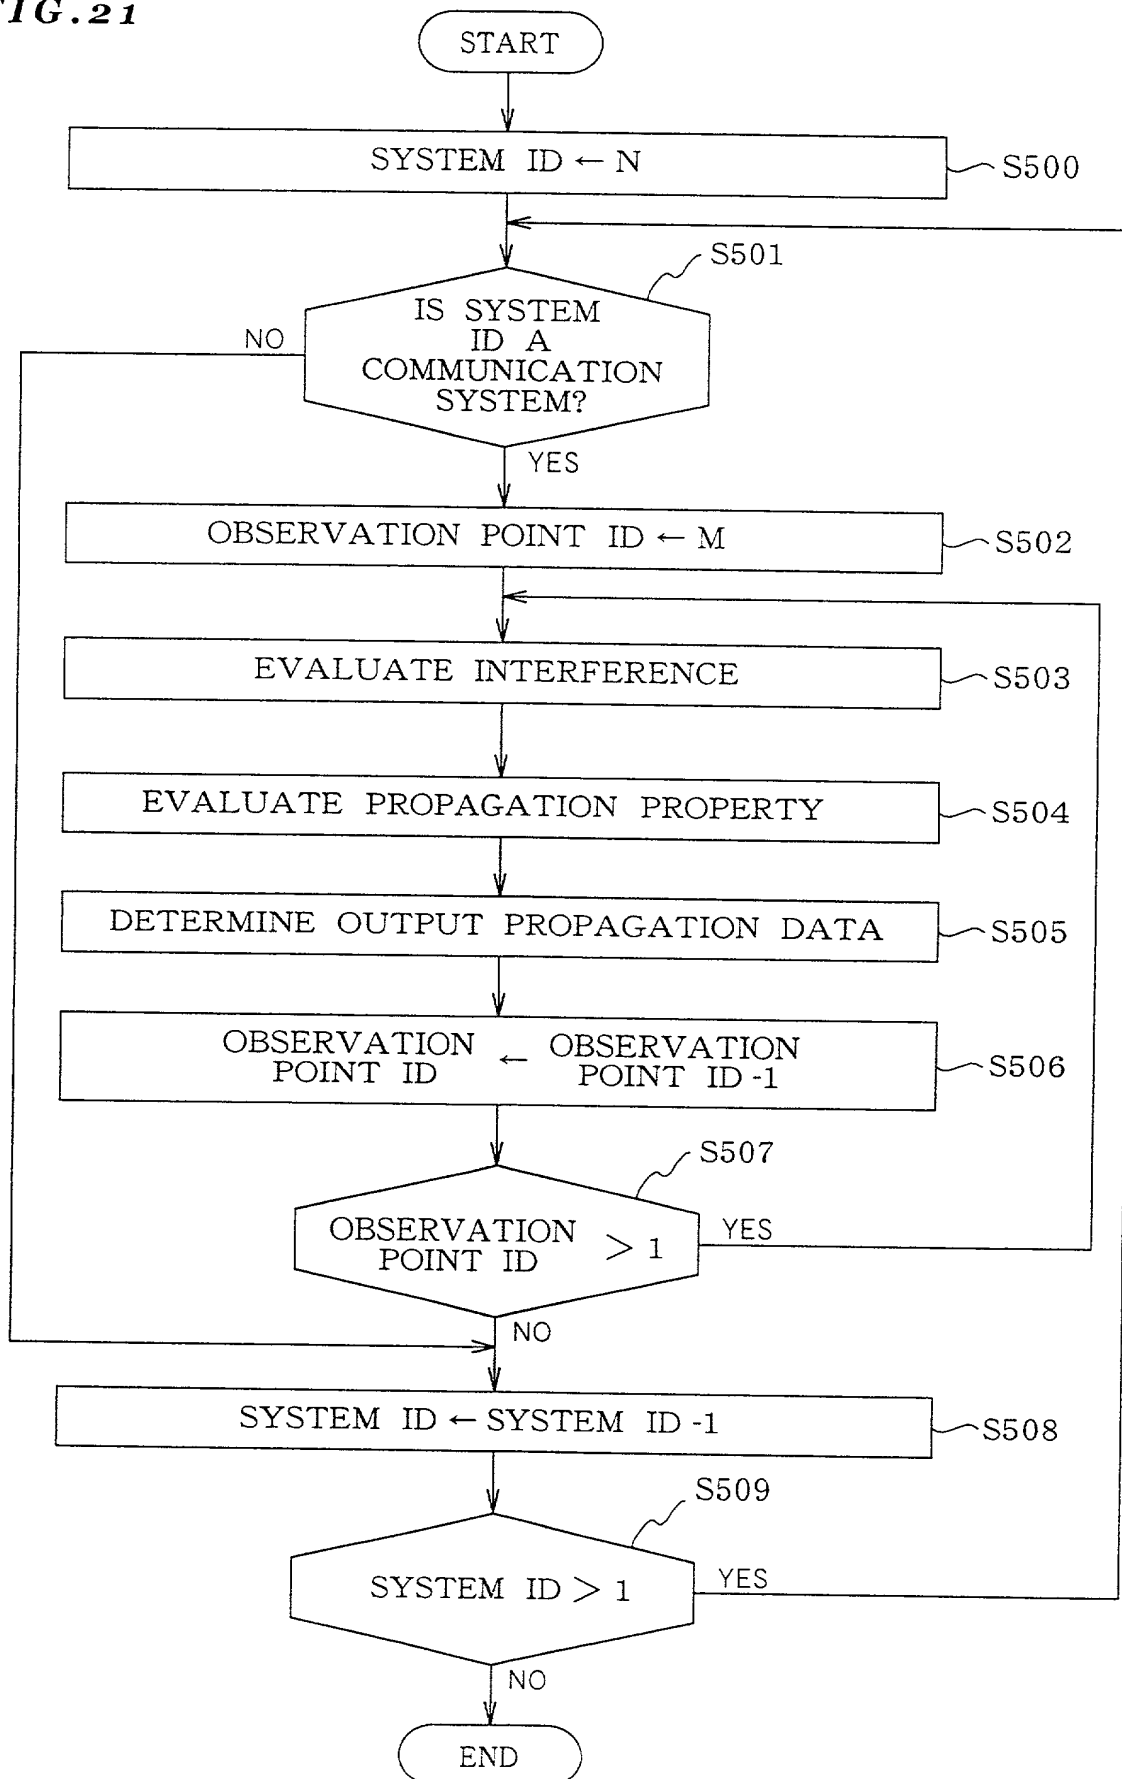 FIG.21
START
SYSTEM ID ← N
S500
S501
IS SYSTEM
ID A
COMMUNICATION
SYSTEM?
NO
YES
OBSERVATION POINT ID ← M
S502
EVALUATE INTERFERENCE
S503
EVALUATE PROPAGATION PROPERTY
S504
DETERMINE OUTPUT PROPAGATION DATA
S505
OBSERVATION ← OBSERVATION
POINT ID POINT ID -1
S506
S507
OBSERVATION
POINT ID > 1
YES
NO
SYSTEM ID ← SYSTEM ID -1
S508
S509
SYSTEM ID > 1
YES
NO
END